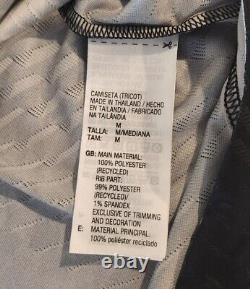 CAMISETA (TRICOT)
MADE IN THAILAND / HECHO
EN TAILANDIA / FABRICADO
NA TAILÂNDIA
M
TALLA: M/MEDIANA
TAM: M
GB: MAIN MATERIAL:
100% POLYESTER
(RECYCLED)/
RIB PART:
99% POLYESTER
(RECYCLED)/
1% SPANDEX
EXCLUSIVE OF TRIMMING
AND DECORATION
E: MATERIAL PRINCIPAL:
100% poliéster reciclado